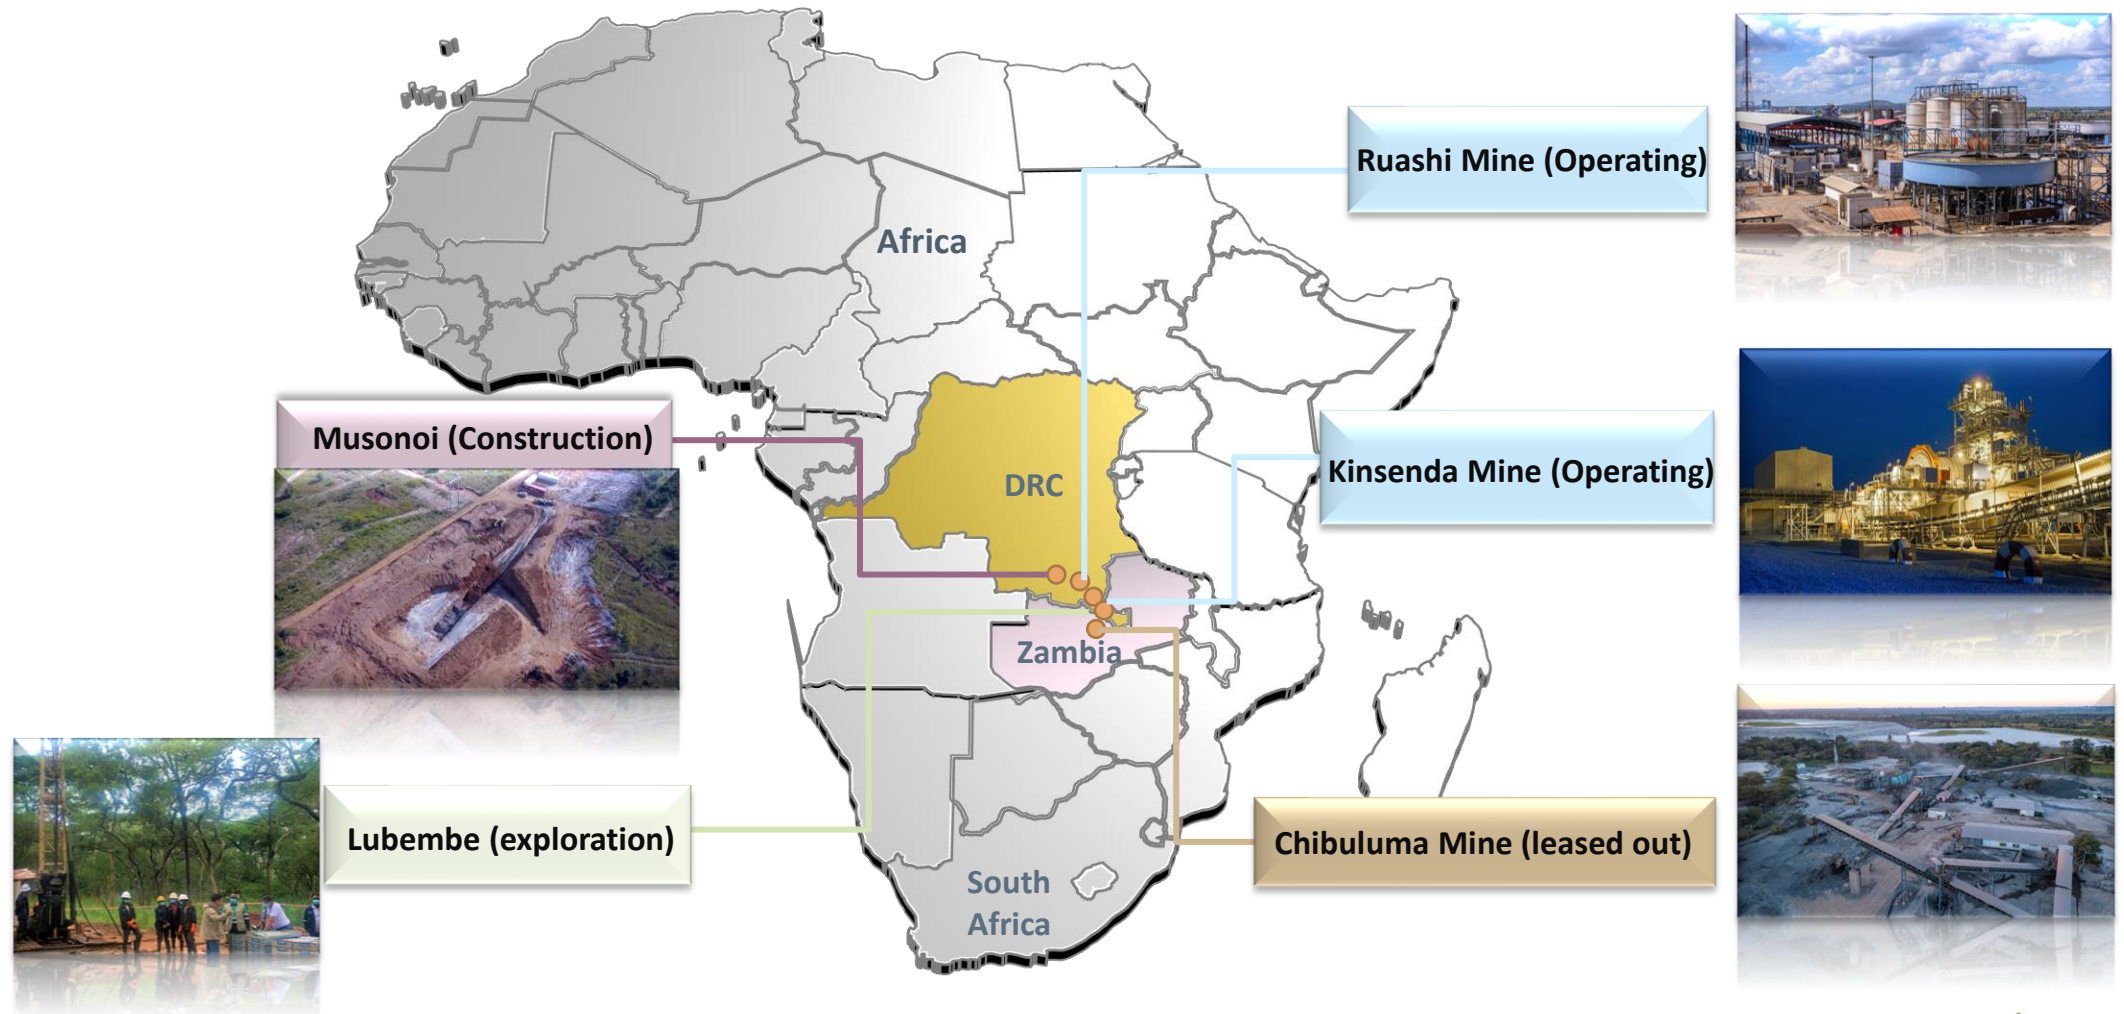 Africa
Ruashi Mine (Operating)
Musonoi (Construction)
DRC
Kinsenda Mine (Operating)
Zambia
Lubembe (exploration)
Chibuluma Mine (leased out)
South
Africa